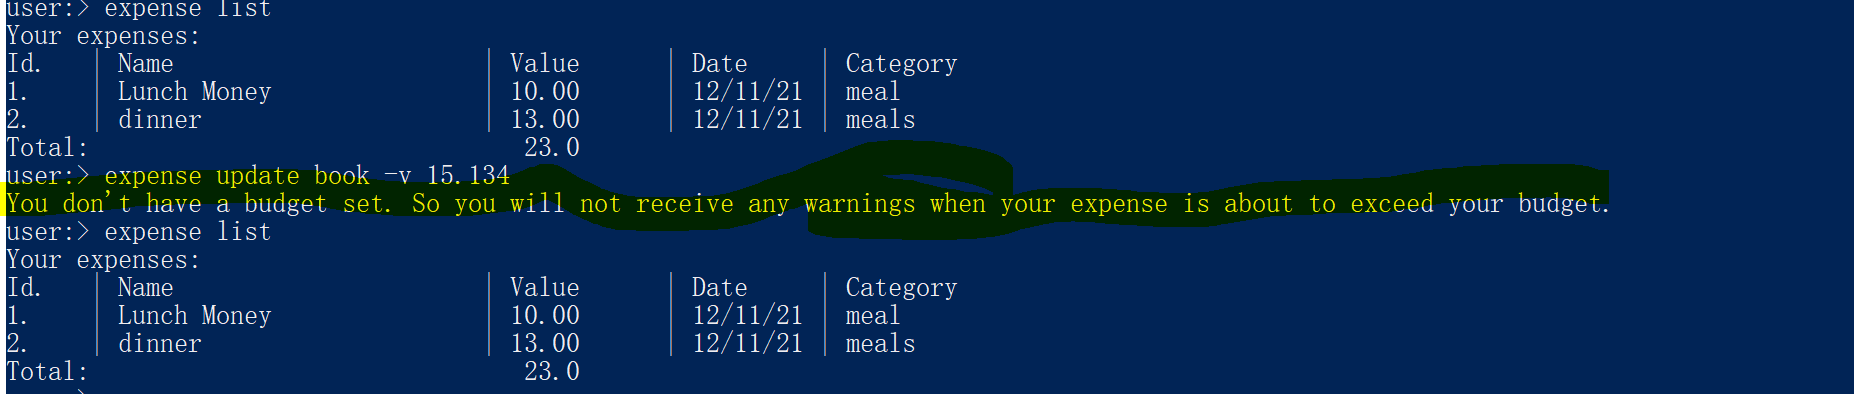 user:> expense list
Your expenses:
Id. | Name | Value | Date | Category
1. | Lunch Money | 10.00 | 12/11/21 | meal
2. | dinner | 13.00 | 12/11/21 | meals
Total: 23.0
user:> expense update book -v 15.134
You don't have a budget set. So you will not receive any warnings when your expense is about to exceed your budget.
user:> expense list
Your expenses:
Id. | Name | Value | Date | Category
1. | Lunch Money | 10.00 | 12/11/21 | meal
2. | dinner | 13.00 | 12/11/21 | meals
Total: 23.0